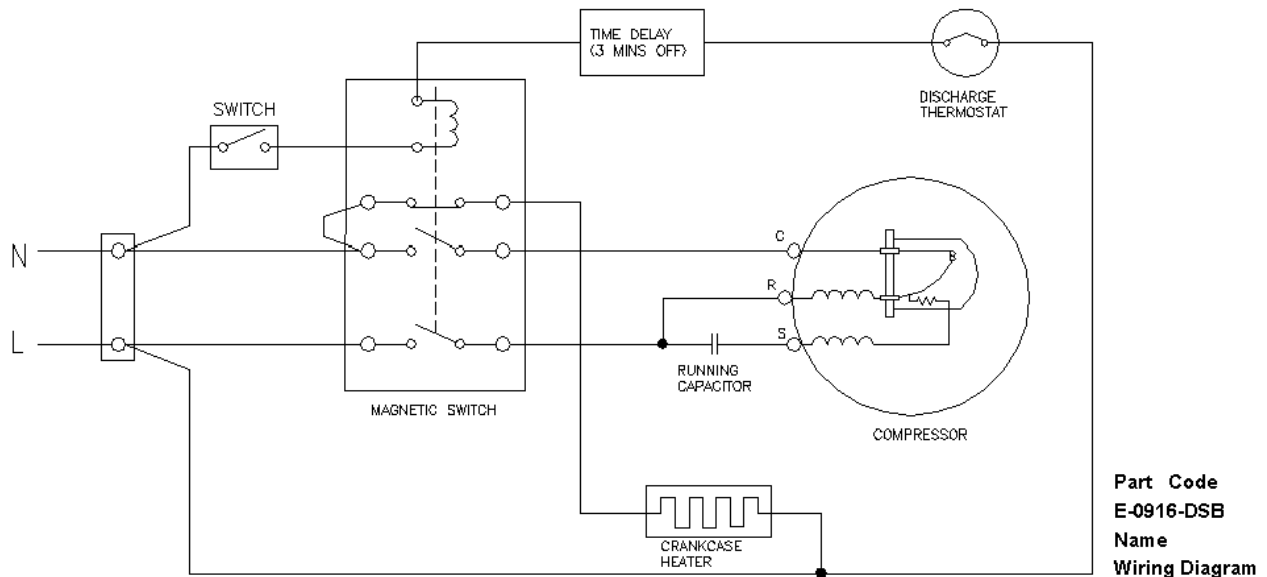 TIME DELAY
(3 MINS OFF)
DISCHARGE
THERMOSTAT
SWITCH
N
C
R
L
S
RUNNING
CAPACITOR
MAGNETIC SWITCH
COMPRESSOR
CRANKCASE
HEATER
Part Code
E-0916-DSB
Name
Wiring Diagram